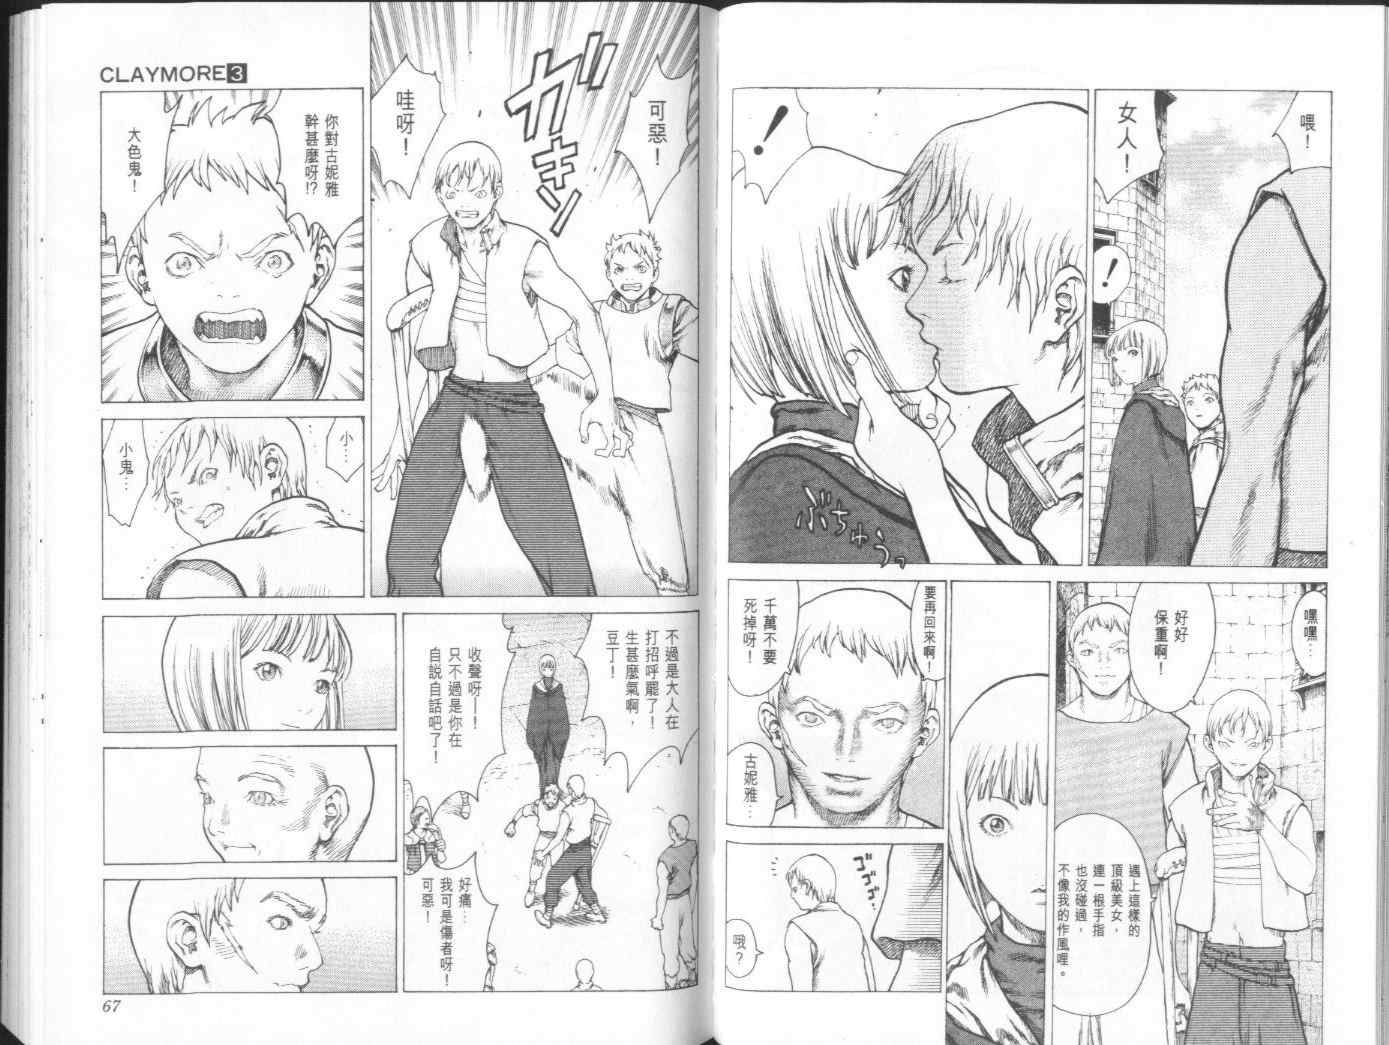 喂！
女人！
！
！
ぶちゅうっ
嘿嘿…
好好
保重啊！
遇上這樣的
頂級美女，
連一根手指
也沒碰過，
不像我的作風哩。
要再回來啊！
千萬不要
死掉呀！
古妮雅…
ゴゴゴ…
哦？
CLAYMORE 3
可惡！
哇呀！
ガキッ
你對古妮雅
幹甚麼呀!?
大色鬼！
小…
小鬼…
不過是大人在
打招呼罷了！
生甚麼氣啊，
豆丁！
收聲呀—！
只不過是你在
自說自話吧了！
好痛…
我可是傷者呀！
可惡！
67